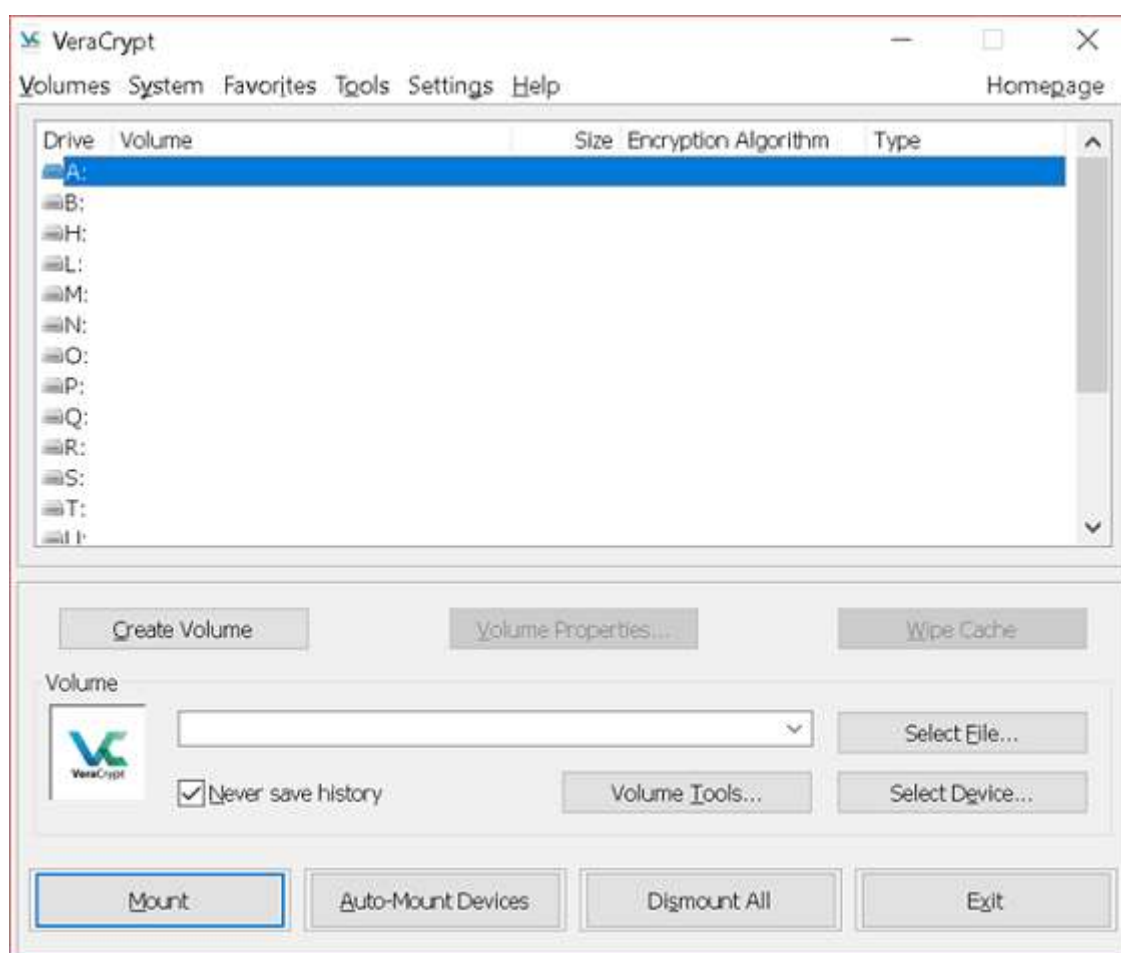 VeraCrypt
Volumes System Favorites Tools Settings Help Homepage
Drive Volume Size Encryption Algorithm Type
A:
B:
H:
L:
M:
N:
O:
P:
Q:
R:
S:
T:
U:
Create Volume Volume Properties... Wipe Cache
Volume
Select File...
VeraCrypt
Never save history Volume Tools... Select Device...
Mount Auto-Mount Devices Dismount All Exit